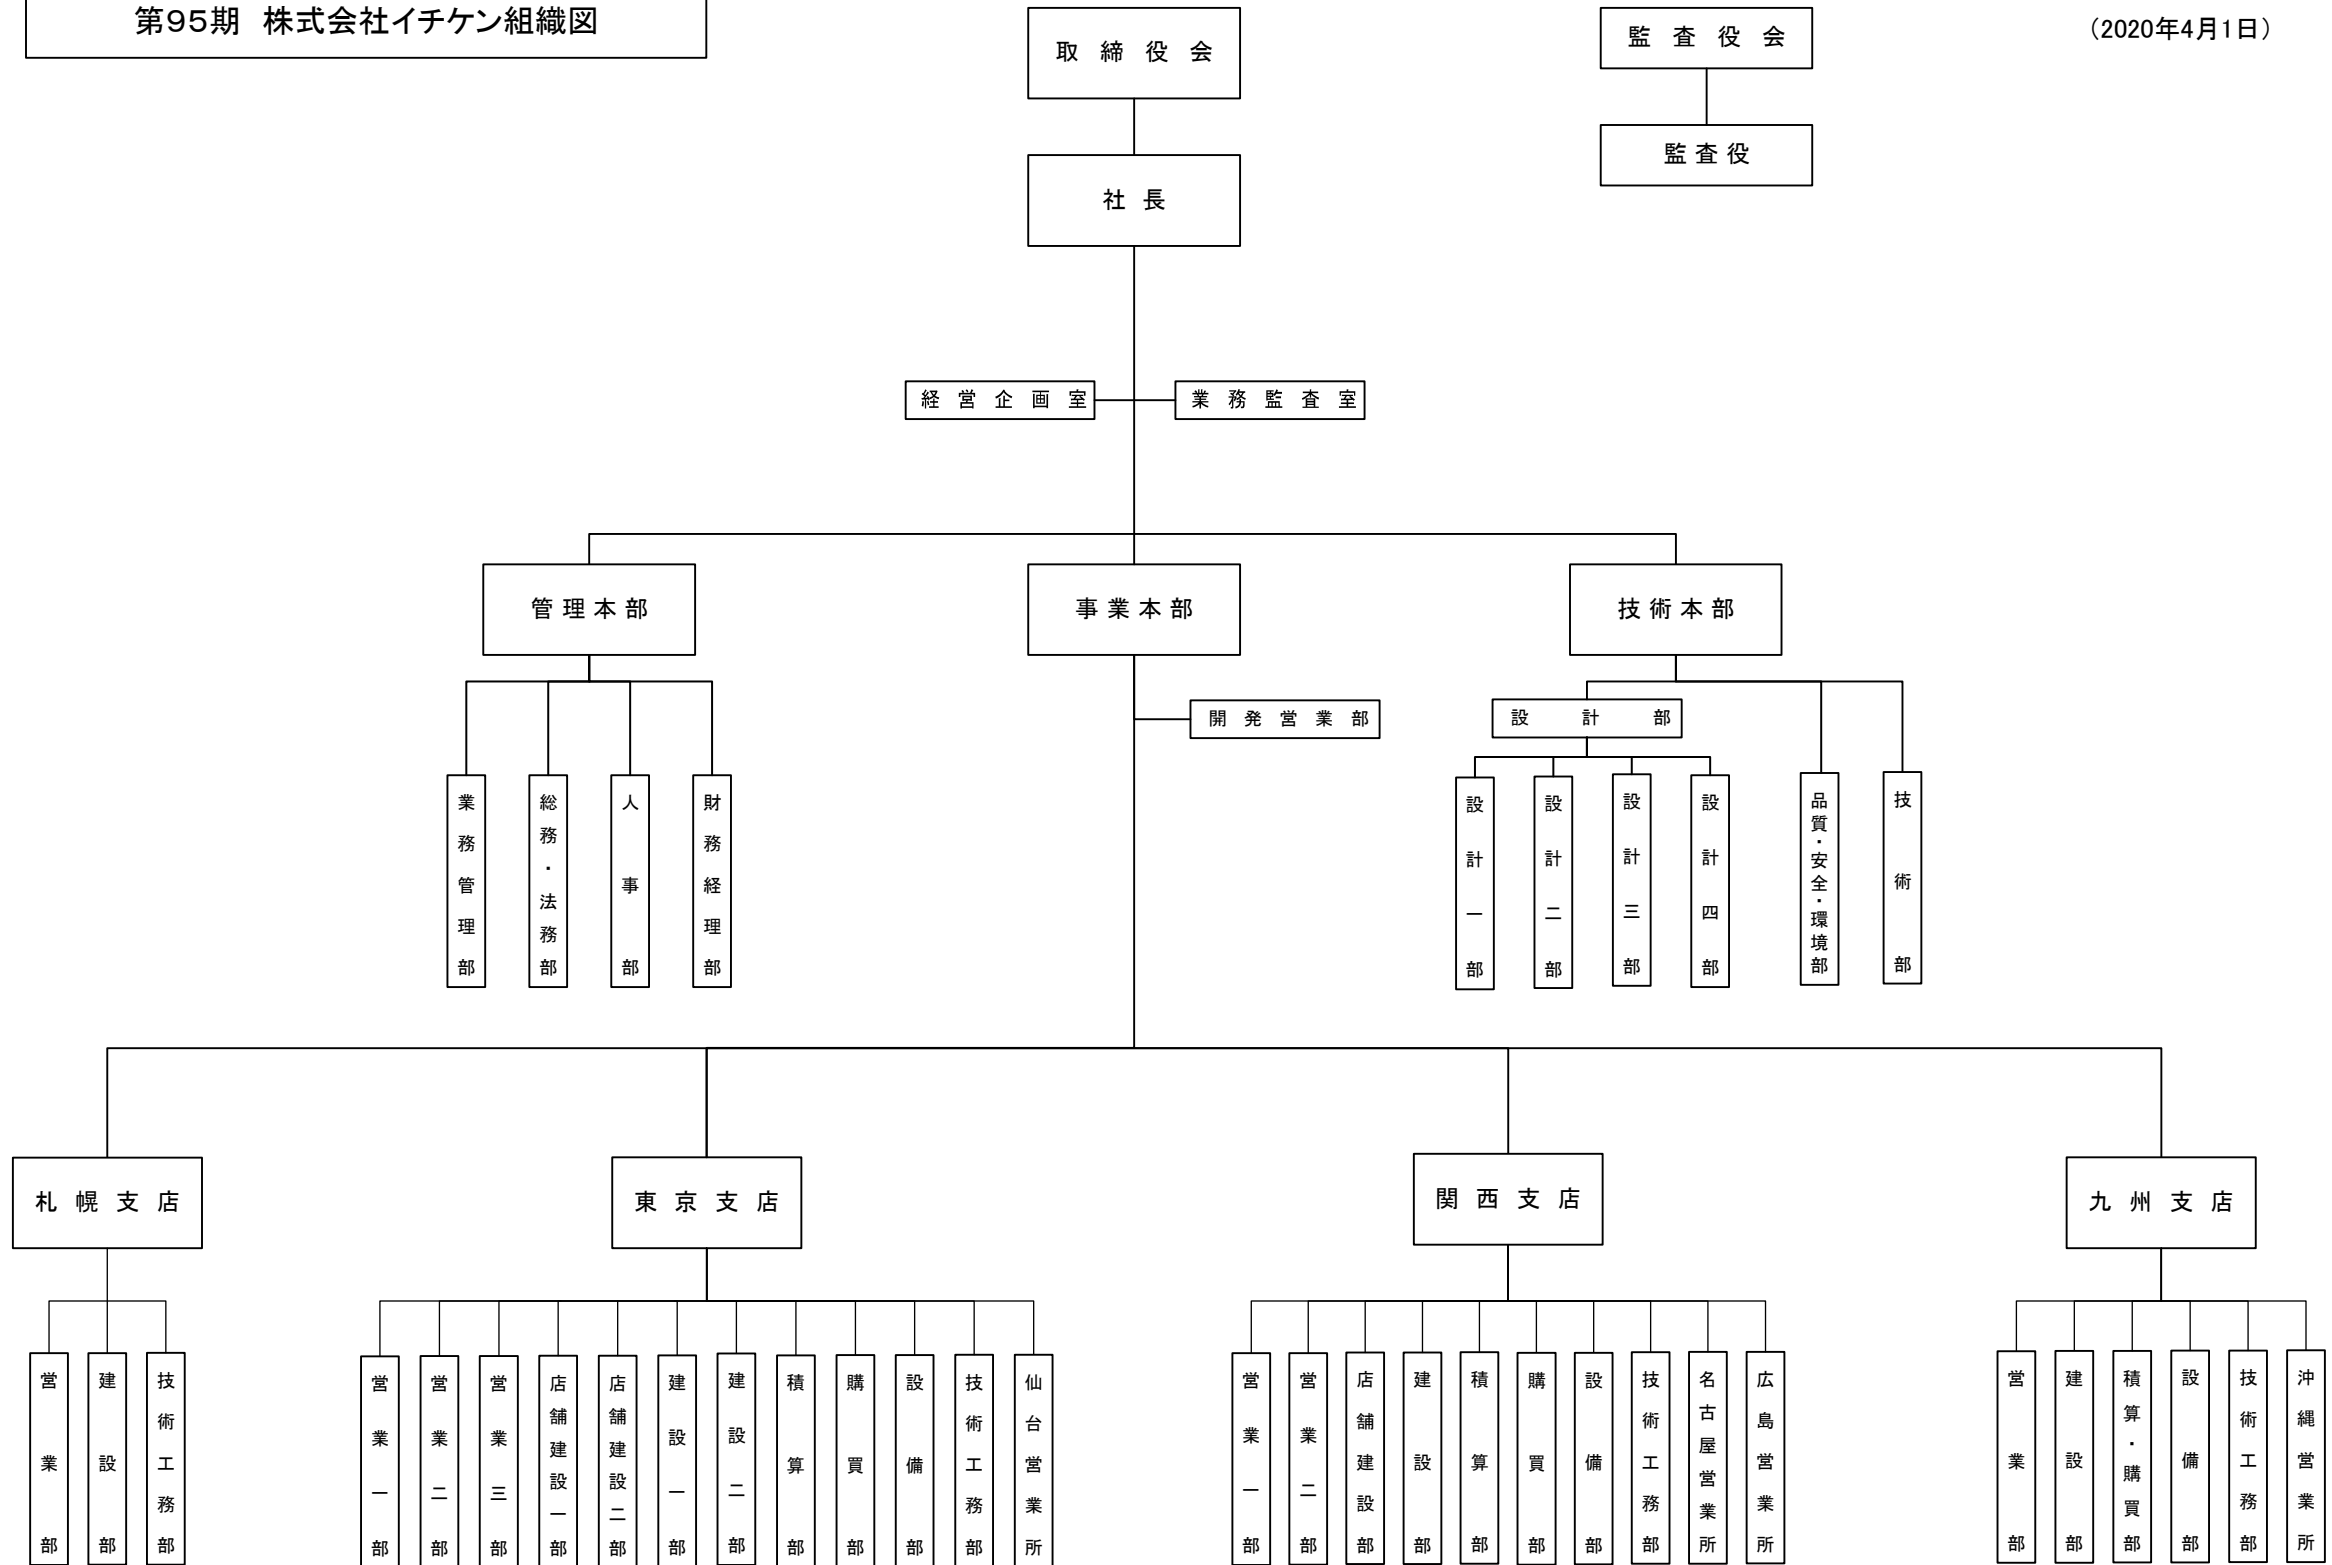 第95期 株式会社イチケン組織図
（2020年4月1日）
取締役会
監査役会
監査役
社長
経営企画室
業務監査室
管理本部
事業本部
技術本部
開発営業部
設計部
業務管理部
総務・法務部
人事部
財務経理部
設計一部
設計二部
設計三部
設計四部
品質・安全・環境部
技術部
札幌支店
東京支店
関西支店
九州支店
営業部
建設部
技術工務部
営業一部
営業二部
営業三部
店舗建設一部
店舗建設二部
建設一部
建設二部
積算部
購買部
設備部
技術工務部
仙台営業所
営業一部
営業二部
店舗建設部
建設部
積算部
購買部
設備部
技術工務部
名古屋営業所
広島営業所
営業部
建設部
積算・購買部
設備部
技術工務部
沖縄営業所